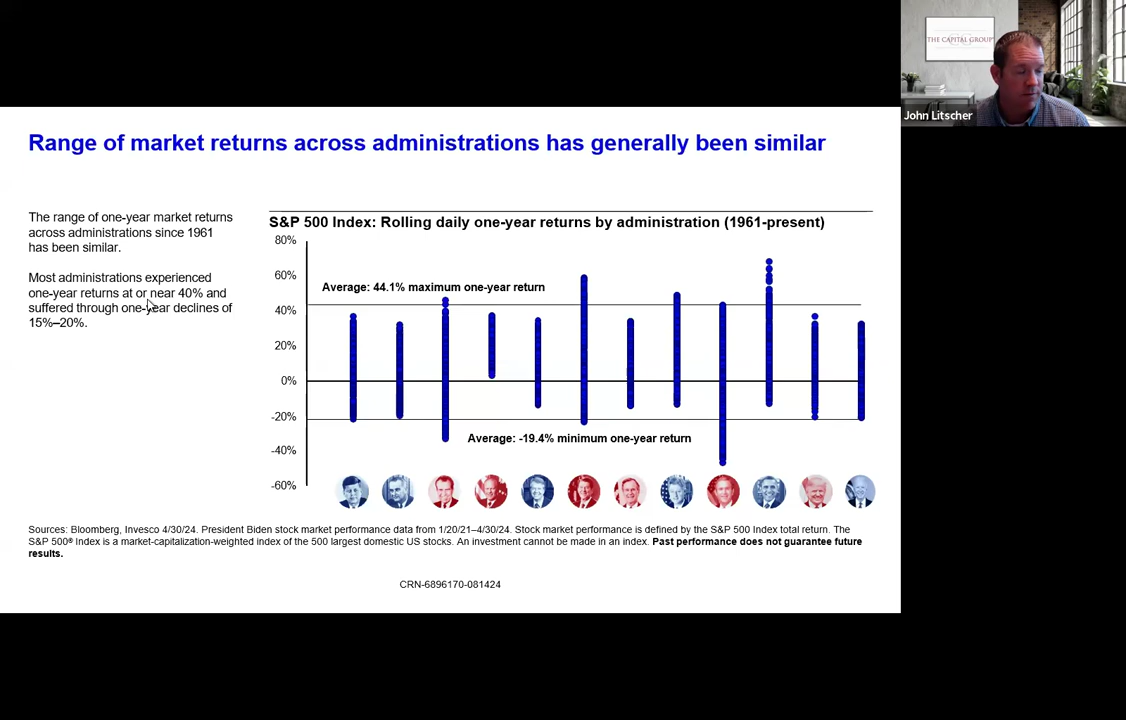 THE CAPITAL GROUP
John Litscher
Range of market returns across administrations has generally been similar
The range of one-year market returns
across administrations since 1961
has been similar.
Most administrations experienced
one-year returns at or near 40% and
suffered through one-year declines of
15%–20%.
S&P 500 Index: Rolling daily one-year returns by administration (1961-present)
80%
60%
Average: 44.1% maximum one-year return
40%
20%
0%
-20%
Average: -19.4% minimum one-year return
-40%
-60%
Sources: Bloomberg, Invesco 4/30/24. President Biden stock market performance data from 1/20/21–4/30/24. Stock market performance is defined by the S&P 500 Index total return. The
S&P 500® Index is a market-capitalization-weighted index of the 500 largest domestic US stocks. An investment cannot be made in an index. Past performance does not guarantee future
results.
CRN-6896170-081424